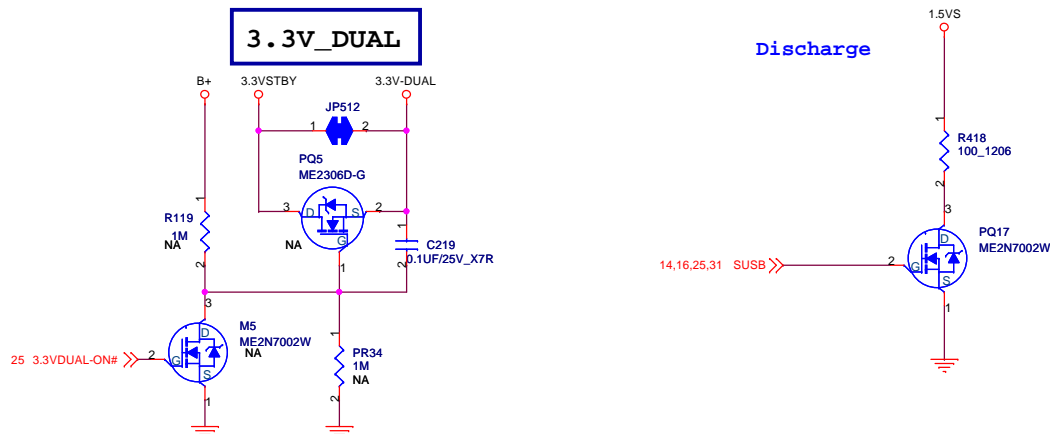 3.3V_DUAL
1.5VS
Discharge
B+
3.3VSTBY
3.3V-DUAL
JP512
1
2
PQ5
ME2306D-G
3
D
S
2
G
NA
1
1
R119
1M
NA
2
1
C219
0.1UF/25V_X7R
2
1
R418
100_1206
2
3
PQ17
ME2N7002W
D
14,16,25,31 SUSB
2
G
S
1
3
M5
ME2N7002W
NA
D
25 3.3VDUAL-ON#
2
G
S
1
1
PR34
1M
NA
2